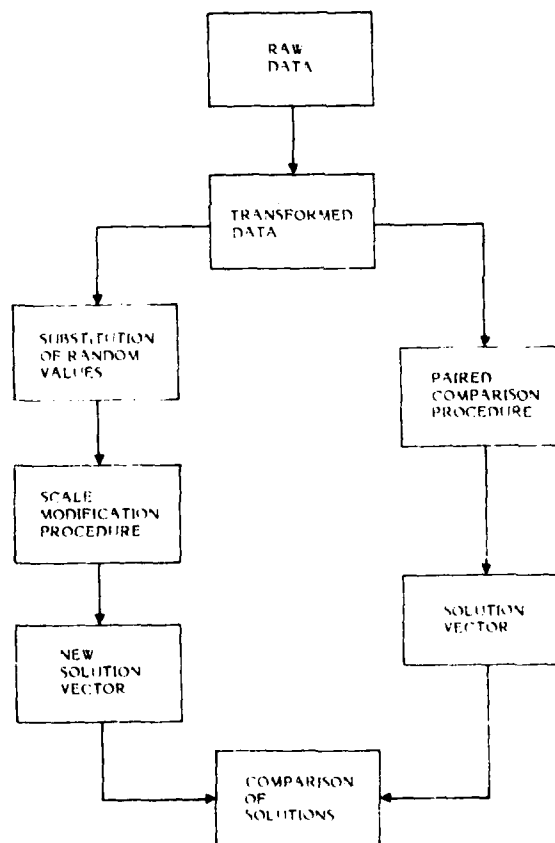 RAW
DATA
TRANSFORMED
DATA
SUBSTITUTION
OF RANDOM
VALUES
PAIRED
COMPARISON
PROCEDURE
SCALE
MODIFICATION
PROCEDURE
SOLUTION
VECTOR
NEW
SOLUTION
VECTOR
COMPARISON
OF
SOLUTIONS